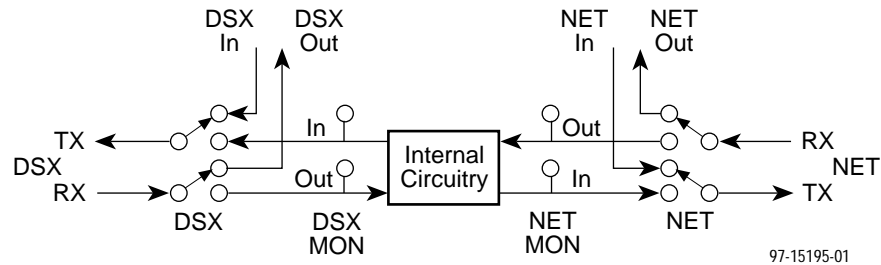 DSX In
DSX Out
NET In
NET Out
TX
In
Out
RX
DSX
Internal Circuitry
NET
RX
Out
In
TX
DSX
DSX MON
NET MON
NET
97-15195-01